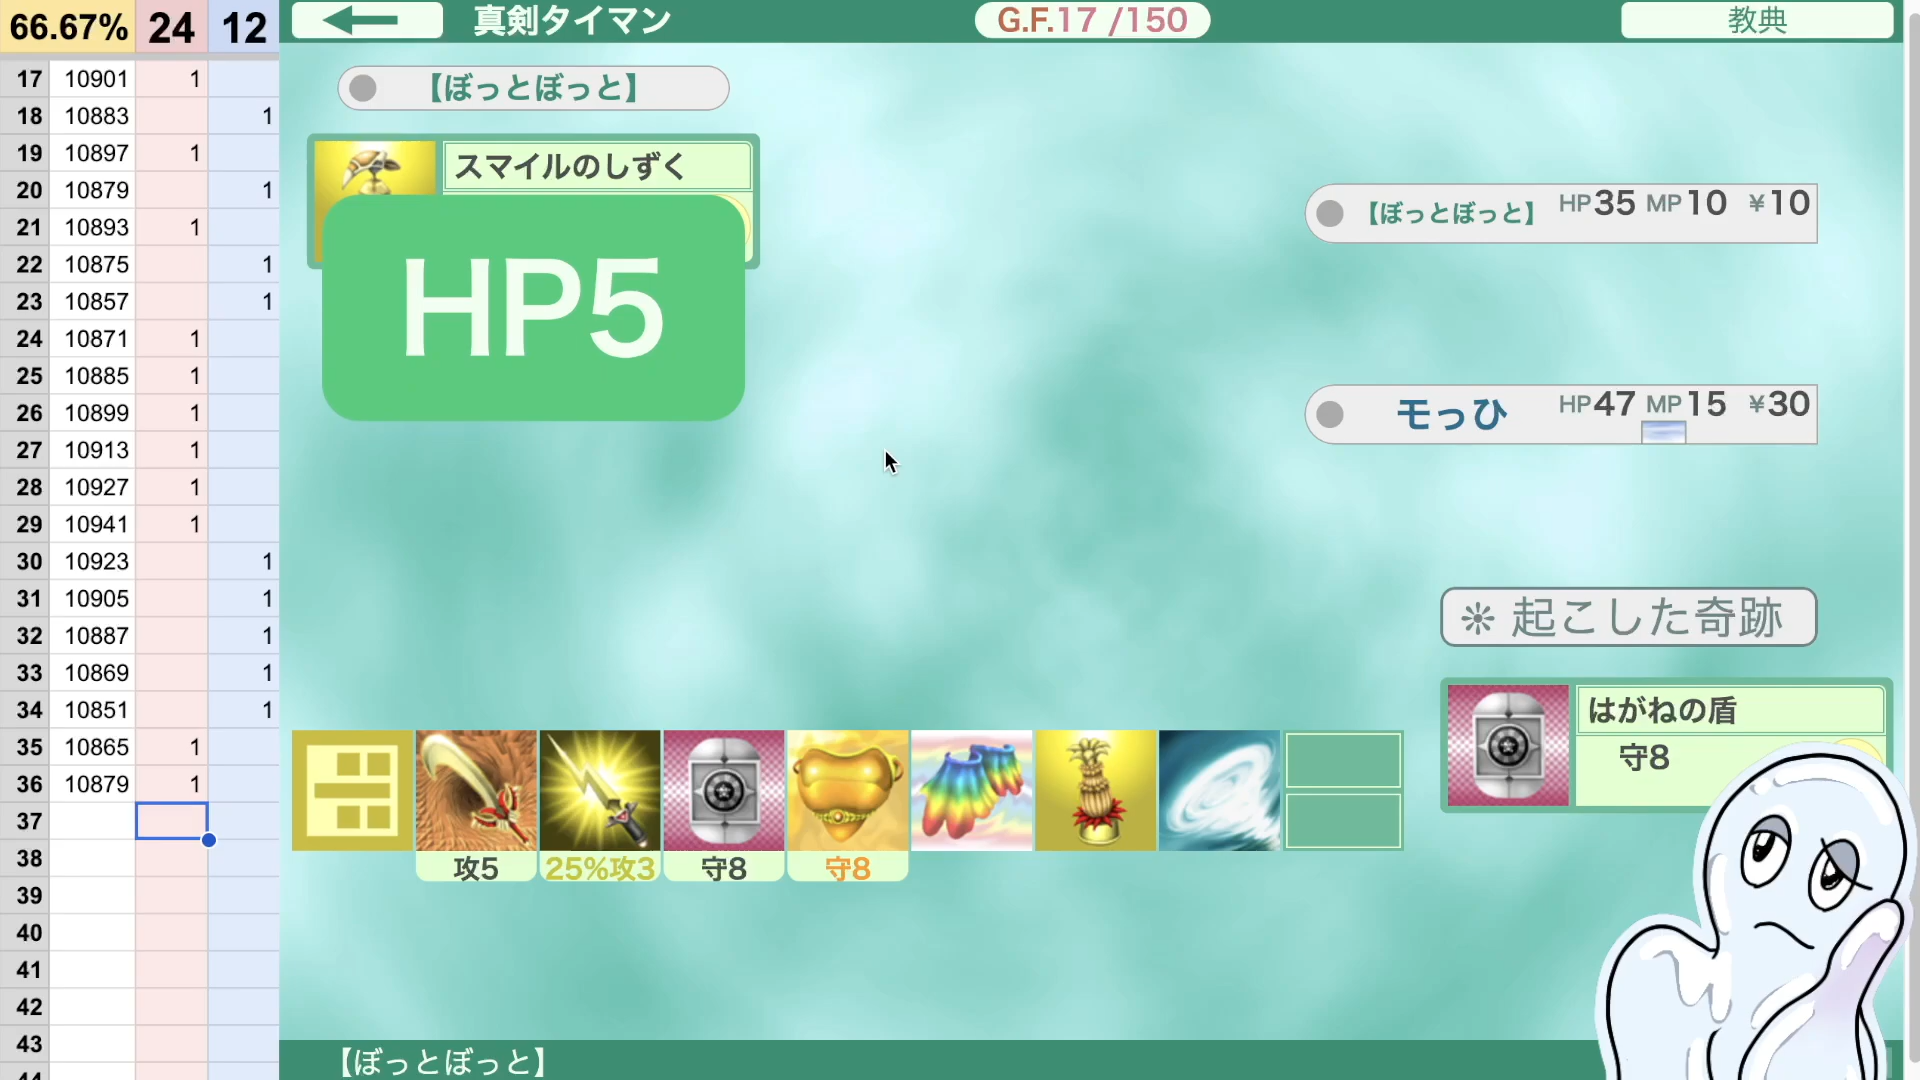 66.67% 24 12
17 10901 1
18 10883 1
19 10897 1
20 10879 1
21 10893 1
22 10875 1
23 10857 1
24 10871 1
25 10885 1
26 10899 1
27 10913 1
28 10927 1
29 10941 1
30 10923 1
31 10905 1
32 10887 1
33 10869 1
34 10851 1
35 10865 1
36 10879 1
37
38
39
40
41
42
43
44
真剣タイマン
G.F.17 /150
教典
【ぼっとぼっと】
スマイルのしずく
HP5
【ぼっとぼっと】 HP35 MP10 ¥10
モっひ HP47 MP15 ¥30
※ 起こした奇跡
はがねの盾
守8
攻5
25%攻3
守8
守8
【ぼっとぼっと】